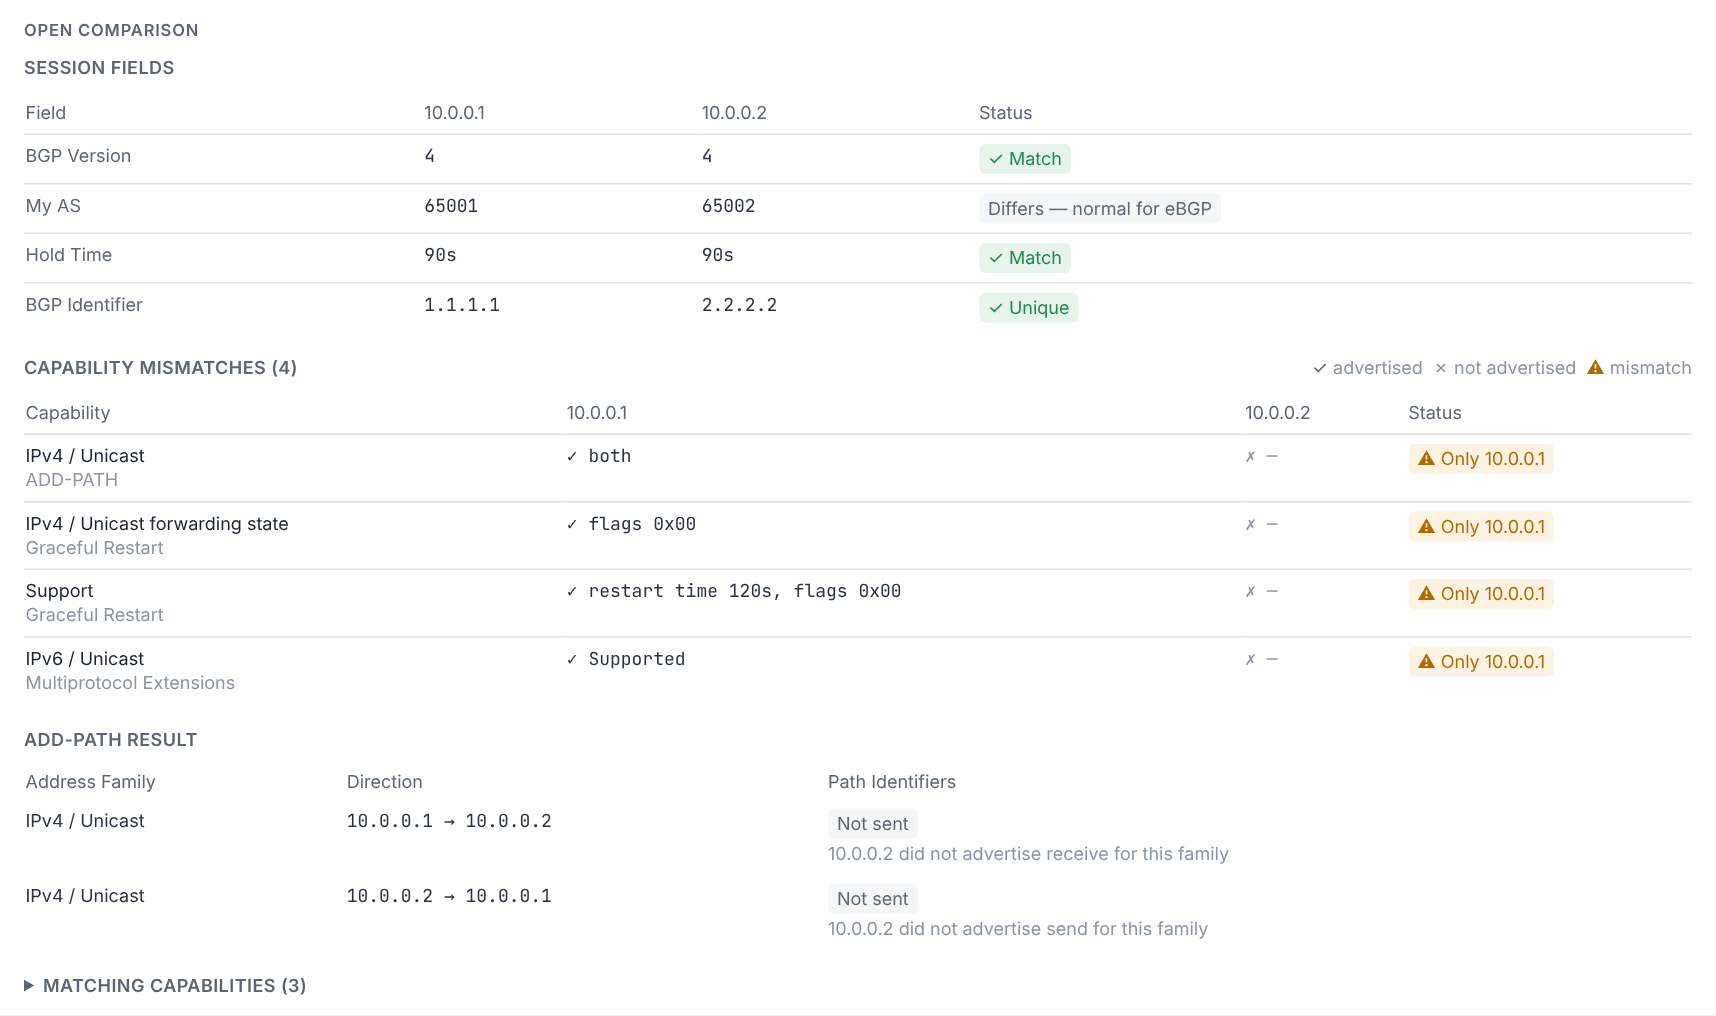 OPEN COMPARISON
SESSION FIELDS
Field 10.0.0.1 10.0.0.2 Status
BGP Version 4 4 ✓ Match
My AS 65001 65002 Differs — normal for eBGP
Hold Time 90s 90s ✓ Match
BGP Identifier 1.1.1.1 2.2.2.2 ✓ Unique
CAPABILITY MISMATCHES (4) ✓ advertised × not advertised ⚠ mismatch
Capability 10.0.0.1 10.0.0.2 Status
IPv4 / Unicast ✓ both ✗ — ⚠ Only 10.0.0.1
ADD-PATH
IPv4 / Unicast forwarding state ✓ flags 0x00 ✗ — ⚠ Only 10.0.0.1
Graceful Restart
Support ✓ restart time 120s, flags 0x00 ✗ — ⚠ Only 10.0.0.1
Graceful Restart
IPv6 / Unicast ✓ Supported ✗ — ⚠ Only 10.0.0.1
Multiprotocol Extensions
ADD-PATH RESULT
Address Family Direction Path Identifiers
IPv4 / Unicast 10.0.0.1 → 10.0.0.2 Not sent
10.0.0.2 did not advertise receive for this family
IPv4 / Unicast 10.0.0.2 → 10.0.0.1 Not sent
10.0.0.2 did not advertise send for this family
▶ MATCHING CAPABILITIES (3)